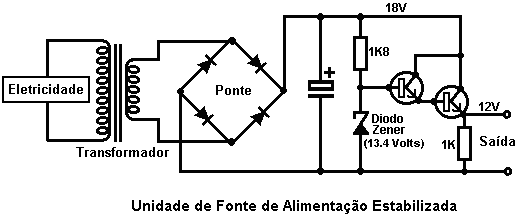 18V
1K8
Eletricidade
Ponte
+
12V
Diodo
Zener
(13.4 Volts)
1K
Saída
Transformador
Unidade de Fonte de Alimentação Estabilizada